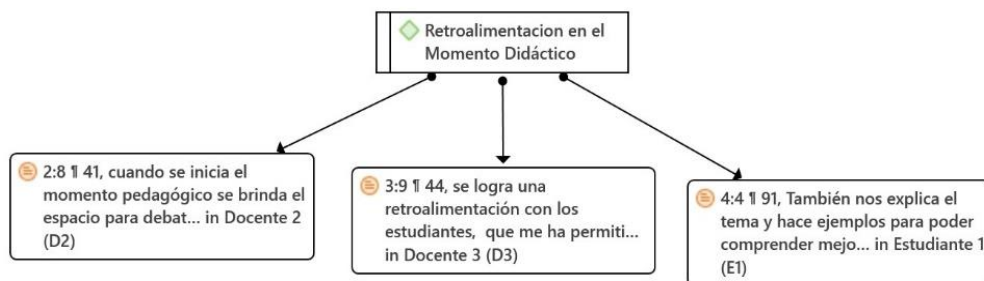 Retroalimentacion en el
Momento Didáctico
2:8 ¶ 41, cuando se inicia el
momento pedagógico se brinda el
espacio para debat... in Docente 2
(D2)
3:9 ¶ 44, se logra una
retroalimentación con los
estudiantes, que me ha permiti...
in Docente 3 (D3)
4:4 ¶ 91, También nos explica el
tema y hace ejemplos para poder
comprender mejo... in Estudiante 1
(E1)